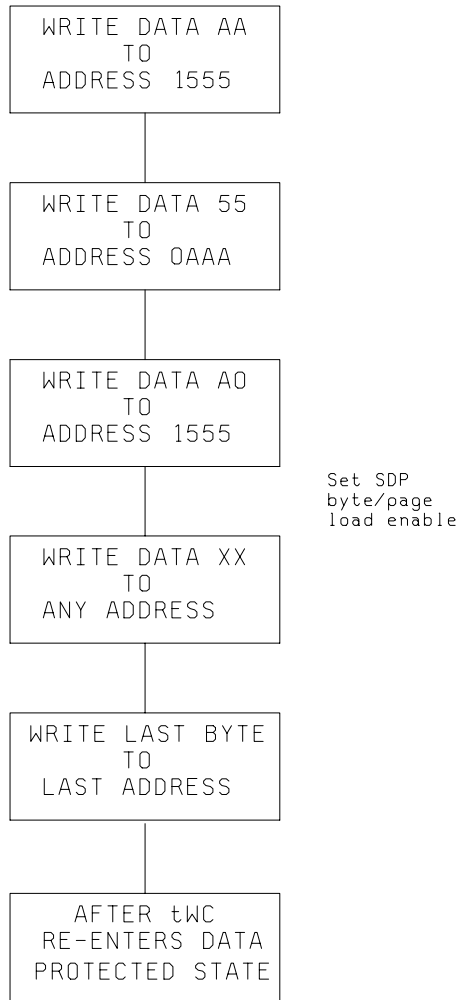 WRITE DATA AA
TO
ADDRESS 1555
WRITE DATA 55
TO
ADDRESS 0AAA
WRITE DATA A0
TO
ADDRESS 1555
Set SDP
byte/page
load enable
WRITE DATA XX
TO
ANY ADDRESS
WRITE LAST BYTE
TO
LAST ADDRESS
AFTER tWC
RE-ENTERS DATA
PROTECTED STATE